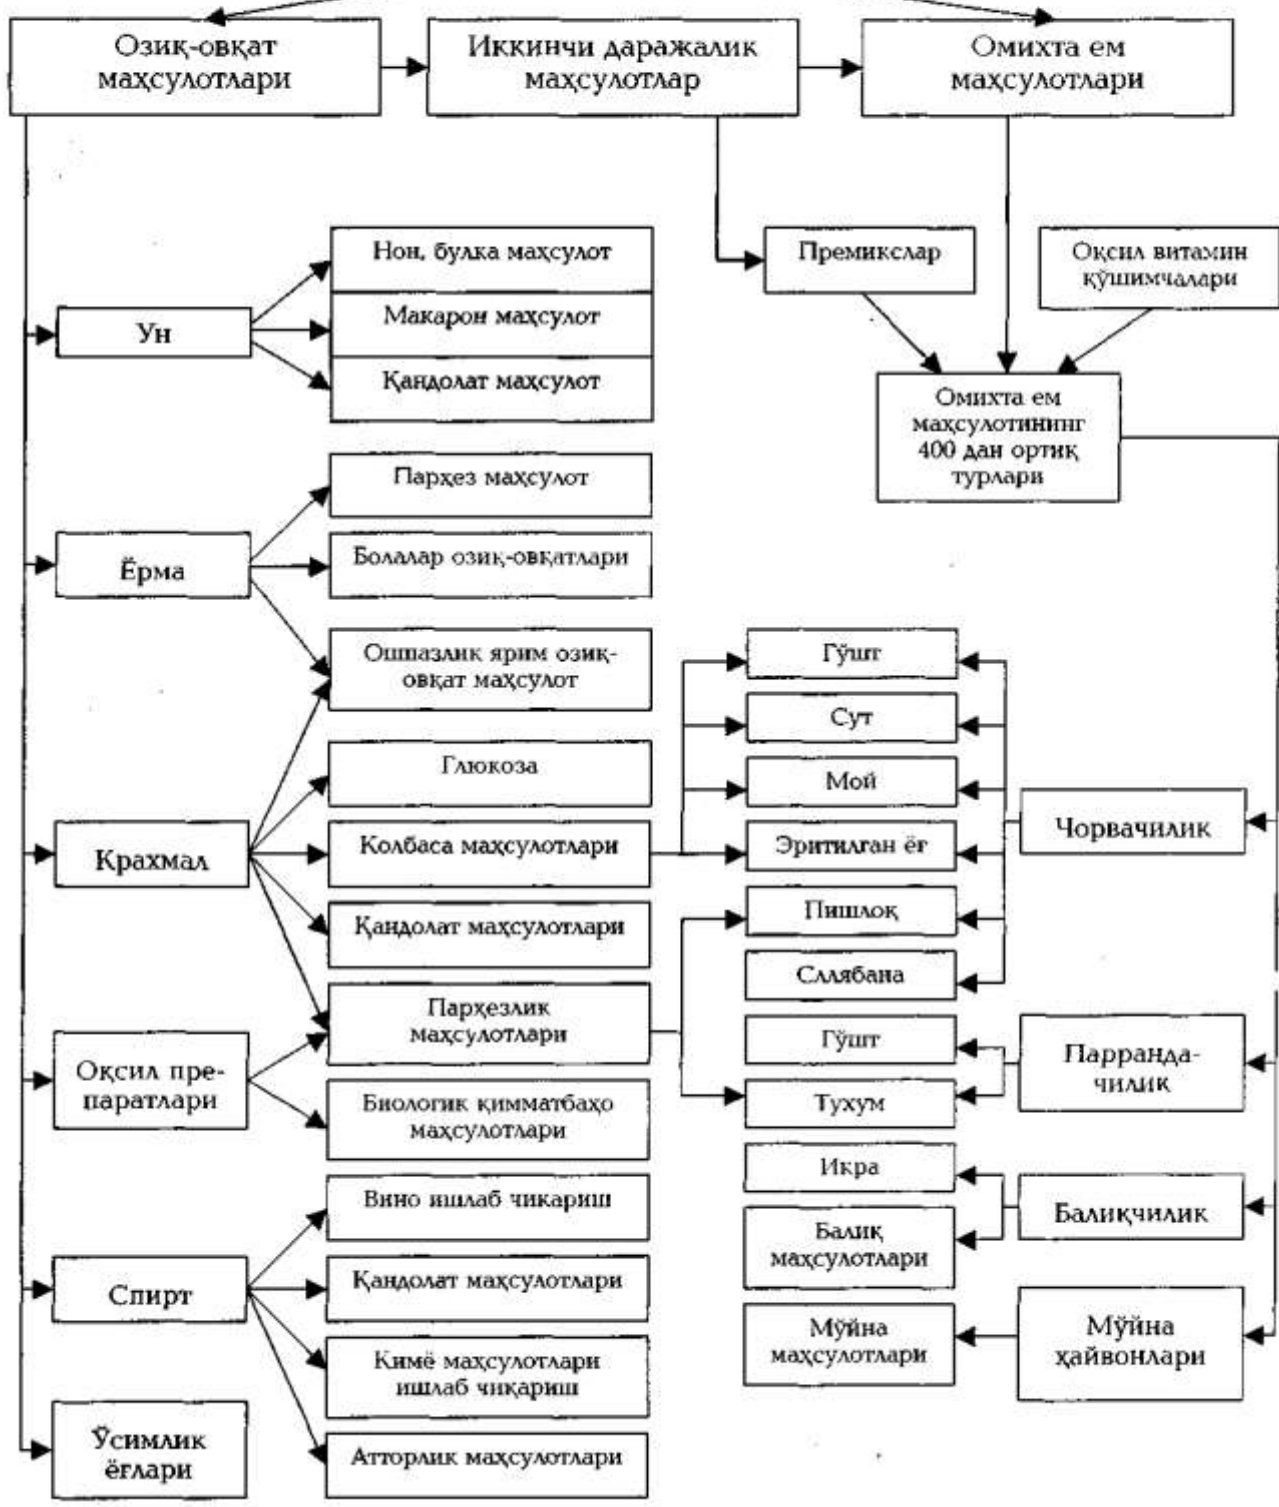 Озиқ-овқат
маҳсулотлари
Иккинчи даражалик
маҳсулотлар
Омихта ем
маҳсулотлари
Премикслар
Оқсил витамин
қўшимчалари
Омихта ем
маҳсулотининг
400 дан ортиқ
турлари
Ун
Нон, булка маҳсулот
Макарон маҳсулот
Қандолат маҳсулот
Ёрма
Парҳез маҳсулот
Болалар озиқ-овқатлари
Ошпазлик ярим озиқ-
овқат маҳсулот
Крахмал
Глюкоза
Колбаса маҳсулотлари
Қандолат маҳсулотлари
Парҳезлик
маҳсулотлари
Оқсил пре-
паратлари
Биологик қимматбаҳо
маҳсулотлари
Спирт
Вино ишлаб чикариш
Қандолат маҳсулотлари
Кимё маҳсулотлари
ишлаб чиқариш
Атторлик маҳсулотлари
Ўсимлик
ёғлари
Гўшт
Сут
Мой
Эритилган ёғ
Пишлоқ
Сллябана
Чорвачилик
Гўшт
Тухум
Парранда-
чилик
Икра
Балиқ
маҳсулотлари
Балиқчилик
Мўйна
маҳсулотлари
Мўйна
ҳайвонлари